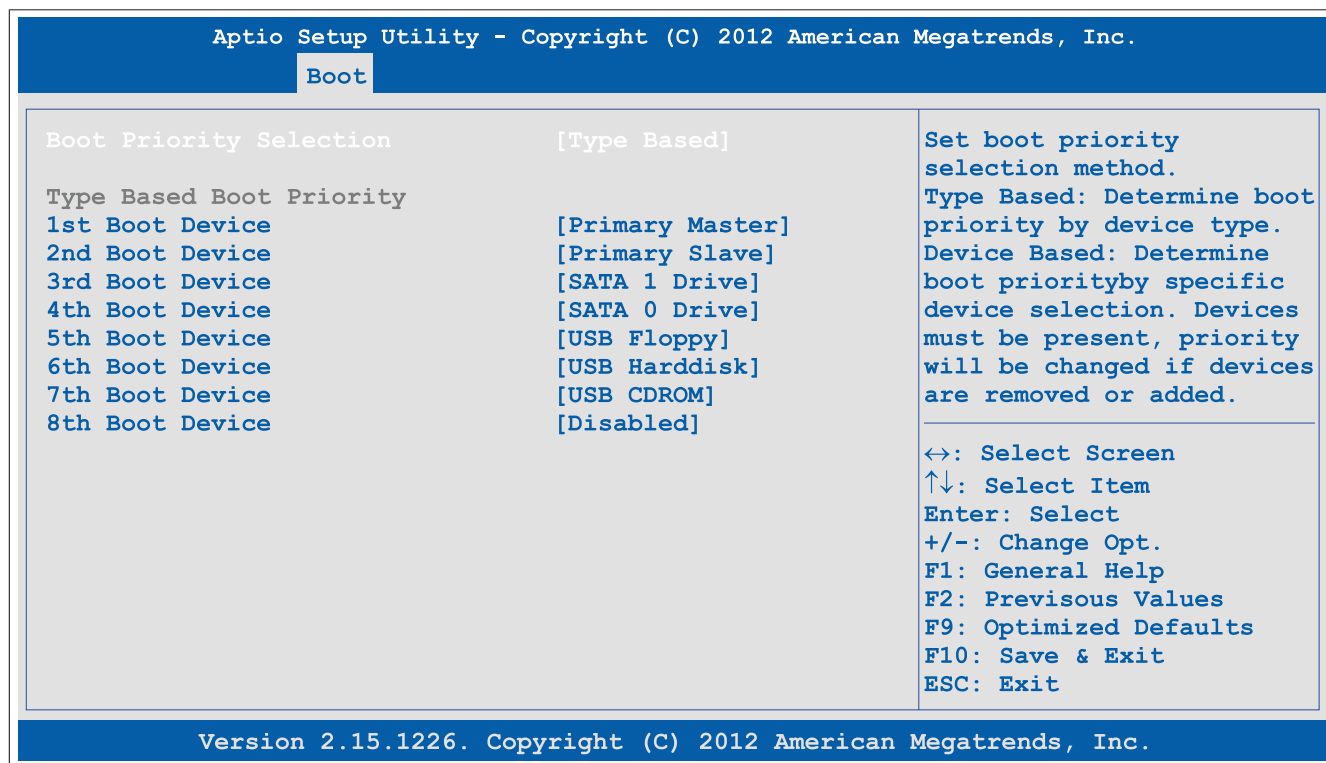 Aptio Setup Utility - Copyright (C) 2012 American Megatrends, Inc.
Boot
Boot Priority Selection [Type Based]
Type Based Boot Priority
1st Boot Device [Primary Master]
2nd Boot Device [Primary Slave]
3rd Boot Device [SATA 1 Drive]
4th Boot Device [SATA 0 Drive]
5th Boot Device [USB Floppy]
6th Boot Device [USB Harddisk]
7th Boot Device [USB CDROM]
8th Boot Device [Disabled]
Set boot priority
selection method.
Type Based: Determine boot
priority by device type.
Device Based: Determine
boot priorityby specific
device selection. Devices
must be present, priority
will be changed if devices
are removed or added.
↔: Select Screen
↑↓: Select Item
Enter: Select
+/-: Change Opt.
F1: General Help
F2: Previsous Values
F9: Optimized Defaults
F10: Save & Exit
ESC: Exit
Version 2.15.1226. Copyright (C) 2012 American Megatrends, Inc.